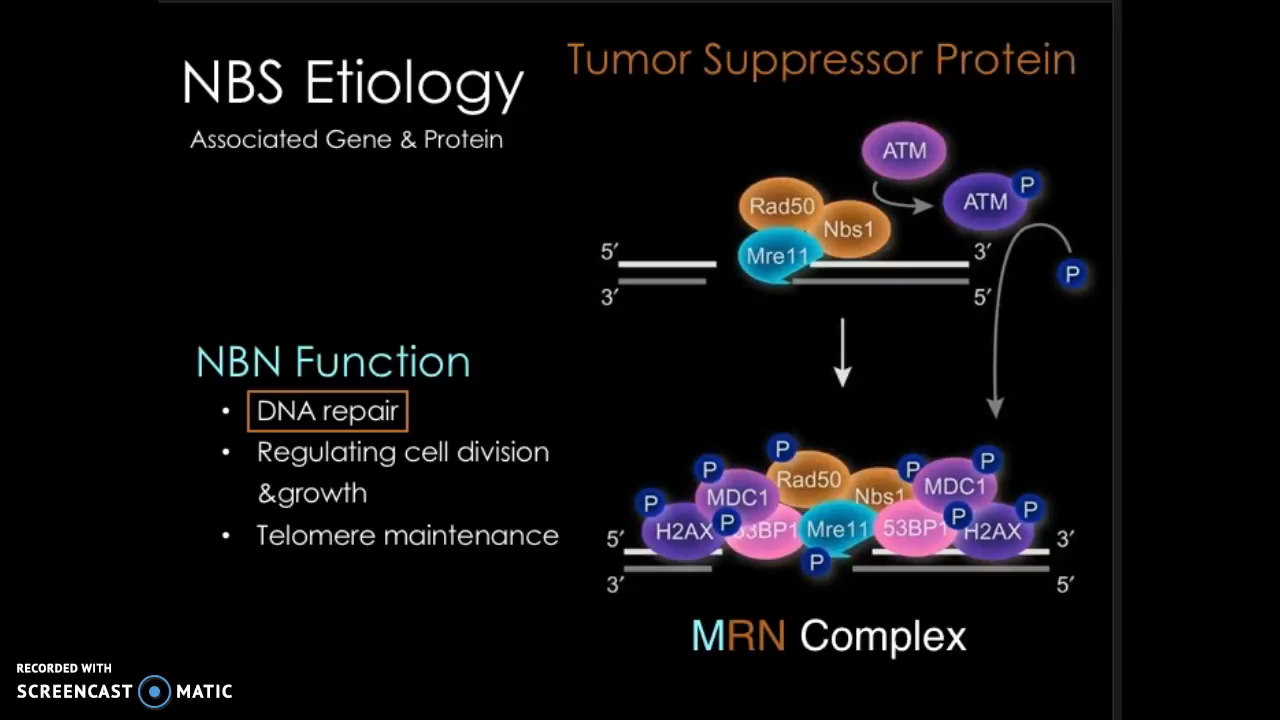 NBS Etiology
Associated Gene & Protein
Tumor Suppressor Protein
ATM
ATM
P
Rad50
Nbs1
Mre11
5′
3′
3′
5′
P
NBN Function
• DNA repair
• Regulating cell division
&growth
• Telomere maintenance
P
P
P
P
P
Rad50
Nbs1
MDC1
MDC1
P
P
P
P
H2AX
53BP1
Mre11
53BP1
H2AX
P
5′
3′
3′
5′
MRN Complex
RECORDED WITH
SCREENCAST MATIC